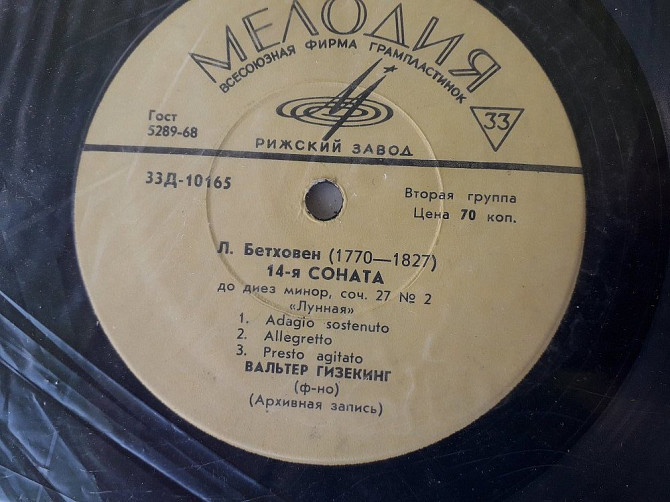 МЕЛОДИЯ
ВСЕСОЮЗНАЯ ФИРМА ГРАМПЛАСТИНОК
Гост
5289-68
33
РИЖСКИЙ ЗАВОД
33Д-10165
Вторая группа
Цена 70 коп.
Л. Бетховен (1770—1827)
14-я СОНАТА
до диез минор, соч. 27 № 2
«Лунная»
1. Adagio sostenuto
2. Allegretto
3. Presto agitato
ВАЛЬТЕР ГИЗЕКИНГ
(ф-но)
(Архивная запись)